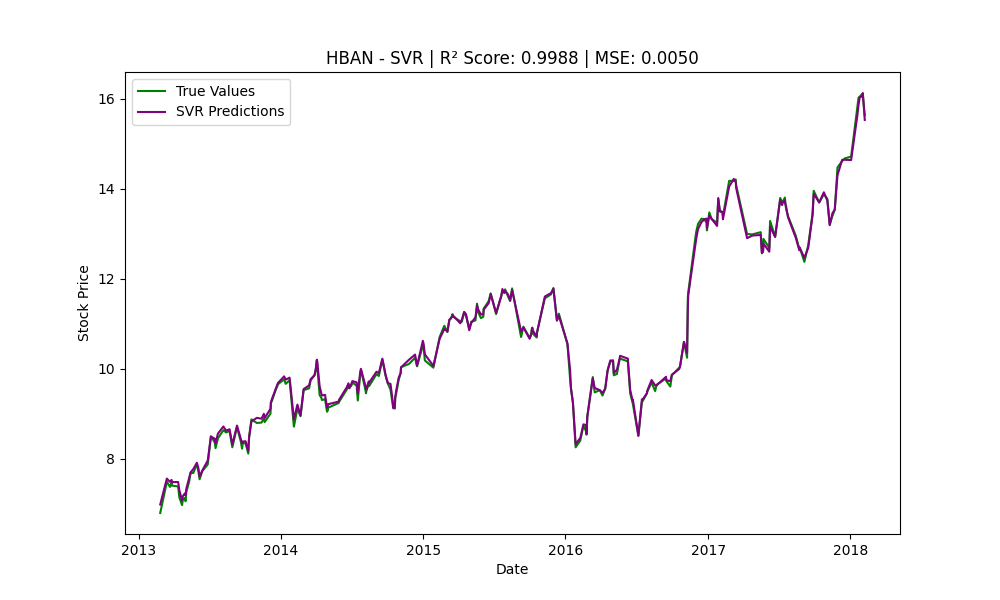 HBAN - SVR | R² Score: 0.9988 | MSE: 0.0050
True Values
SVR Predictions
Stock Price
16
14
12
10
8
2013 2014 2015 2016 2017 2018
Date